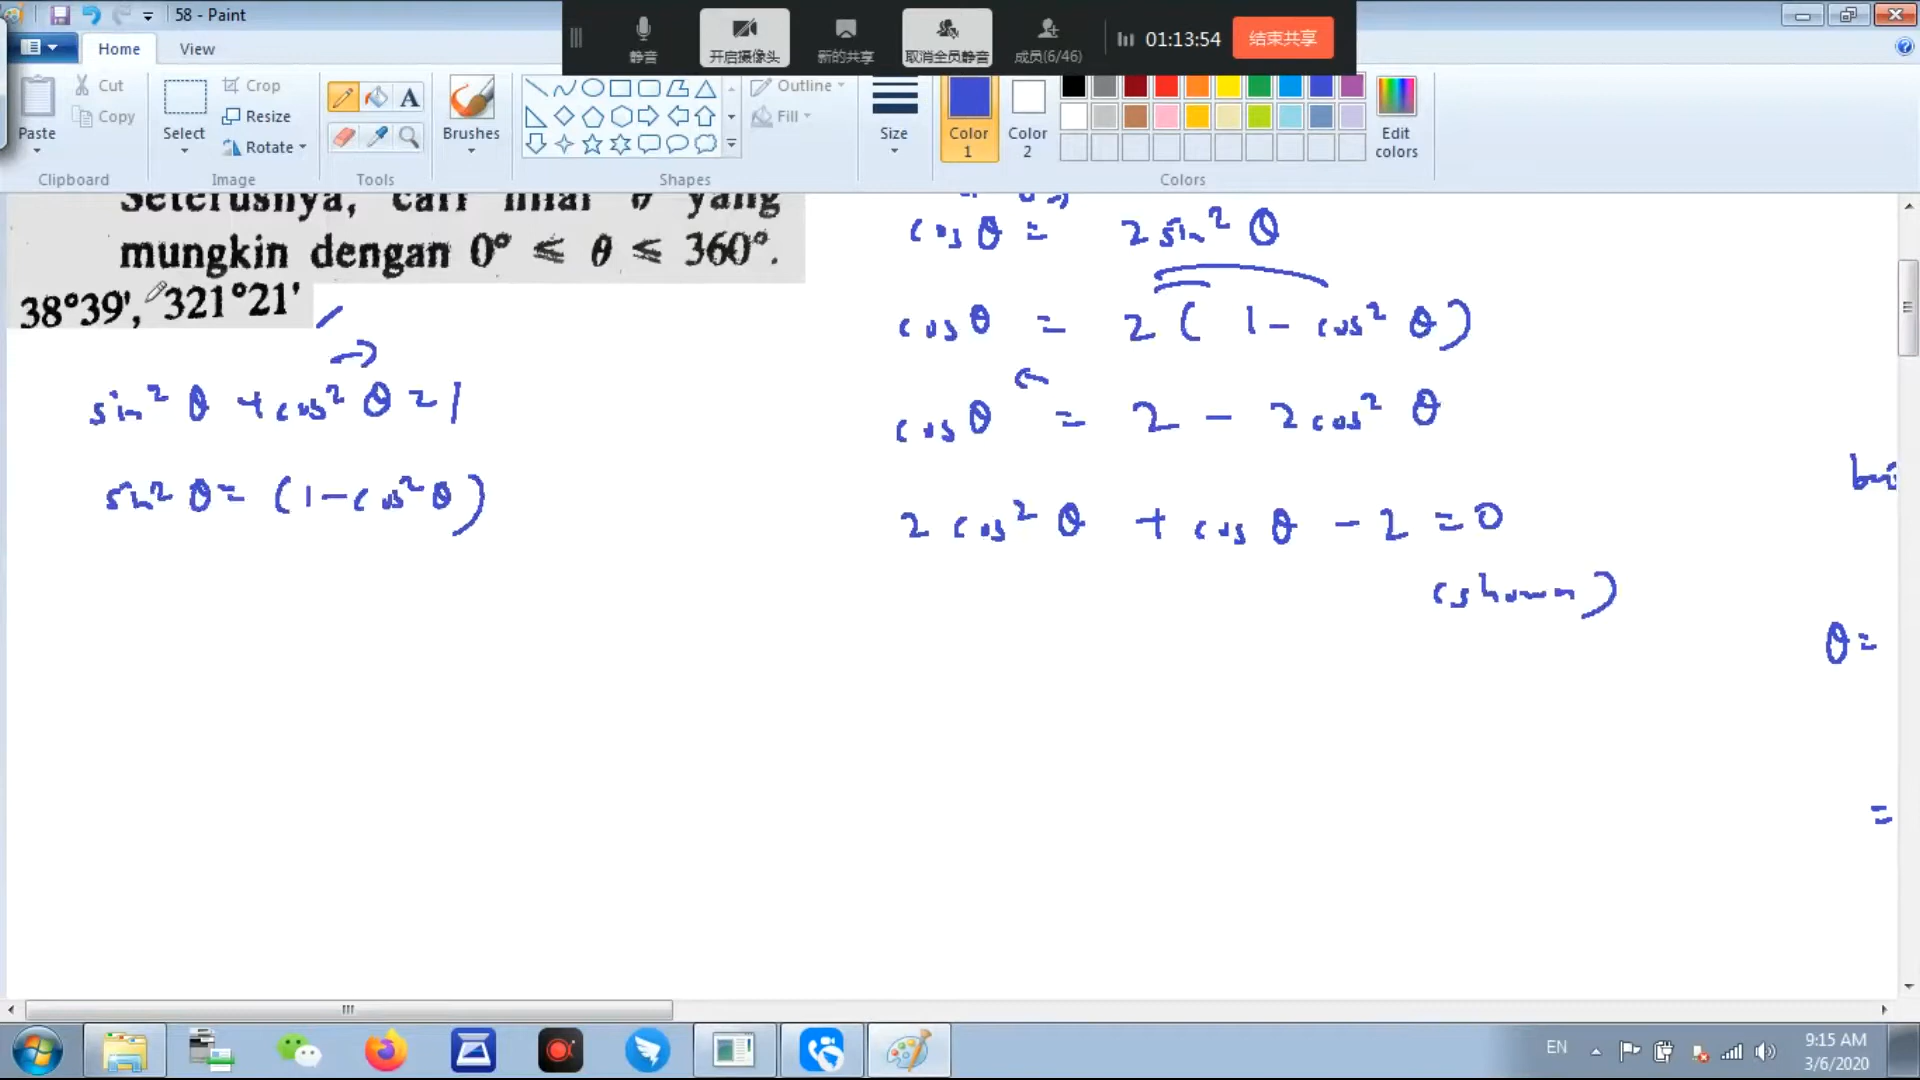 58 - Paint
静音
开启摄像头
新的共享
取消全员静音
成员(6/46)
01:13:54
结束共享
Home
View
Paste
Cut
Copy
Clipboard
Select
Crop
Resize
Rotate
Image
A
Tools
Brushes
Shapes
Outline
Fill
Size
Color 1
Color 2
Edit colors
Colors
Seterusnya, cari nilai θ yang
mungkin dengan 0° ≤ θ ≤ 360°.
38°39', 321°21'
sin² θ + cos² θ = 1
sin² θ = (1 - cos² θ)
cos θ = 2 sin² θ
cos θ = 2 ( 1 - cos² θ)
cos θ = 2 - 2 cos² θ
2 cos² θ + cos θ - 2 = 0
(shown)
θ =
=
EN
9:15 AM
3/6/2020